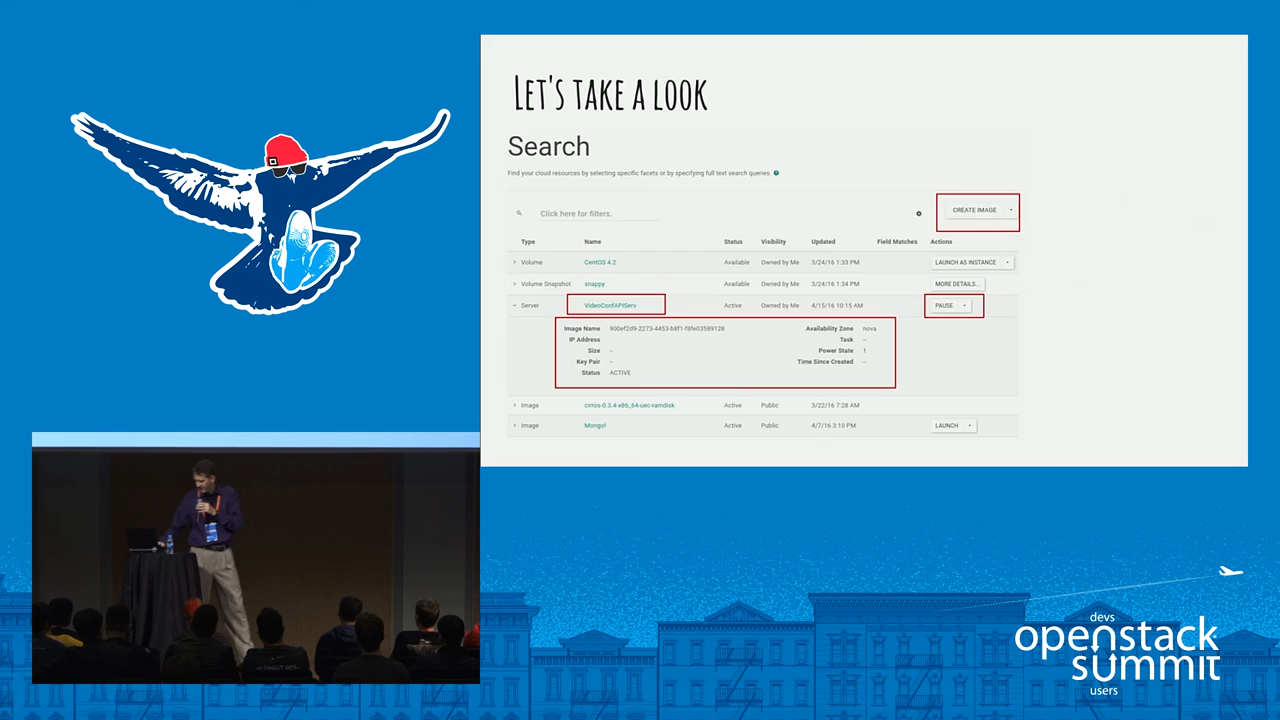 Let's take a look
Search
Find your cloud resources by selecting specific facets or by specifying full text search queries. ?
Click here for filters.
CREATE IMAGE
Type Name Status Visibility Updated Field Matches Actions
Volume CentOS 4.2 Available Owned by Me 3/24/16 1:33 PM LAUNCH AS INSTANCE
Volume Snapshot snappy Available Owned by Me 3/24/16 1:34 PM MORE DETAILS...
Server VideoConfAPIServ Active Owned by Me 4/15/16 10:15 AM PAUSE
Image Name 900ef2d9-2273-4453-b8f1-f8fe03589128 Availability Zone nova
IP Address Task --
Size -- Power State 1
Key Pair -- Time Since Created --
Status ACTIVE
Image cirros-0.3.4-x86_64-uec-ramdisk Active Public 3/22/16 7:28 AM
Image Mongo! Active Public 4/7/16 3:10 PM LAUNCH
devs
openstack
summit
users